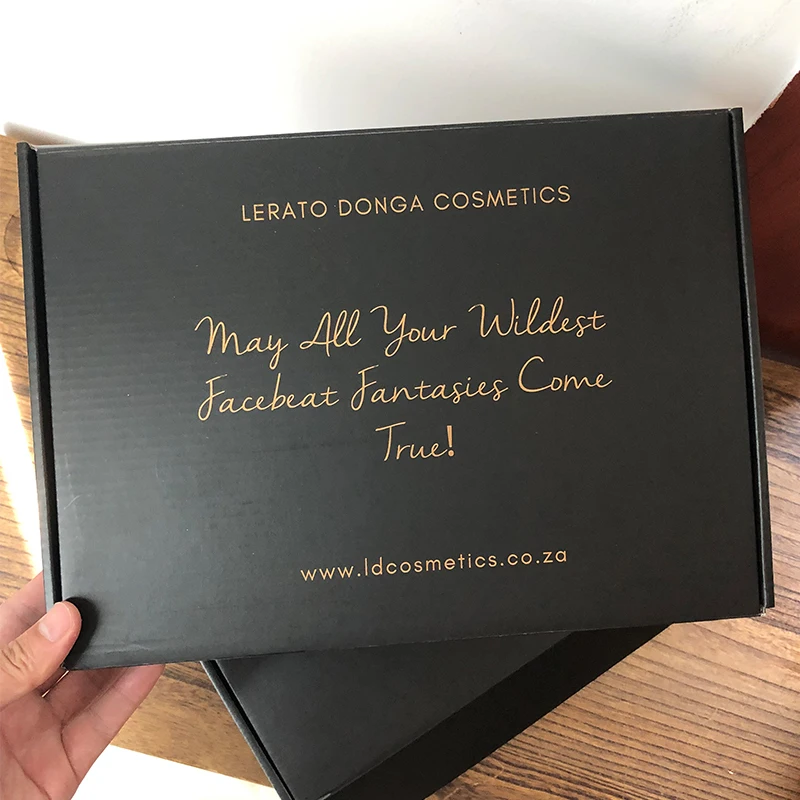 LERATO DONGA COSMETICS
May All Your Wildest
Facebeat Fantasies Come
True!
www.ldcosmetics.co.za